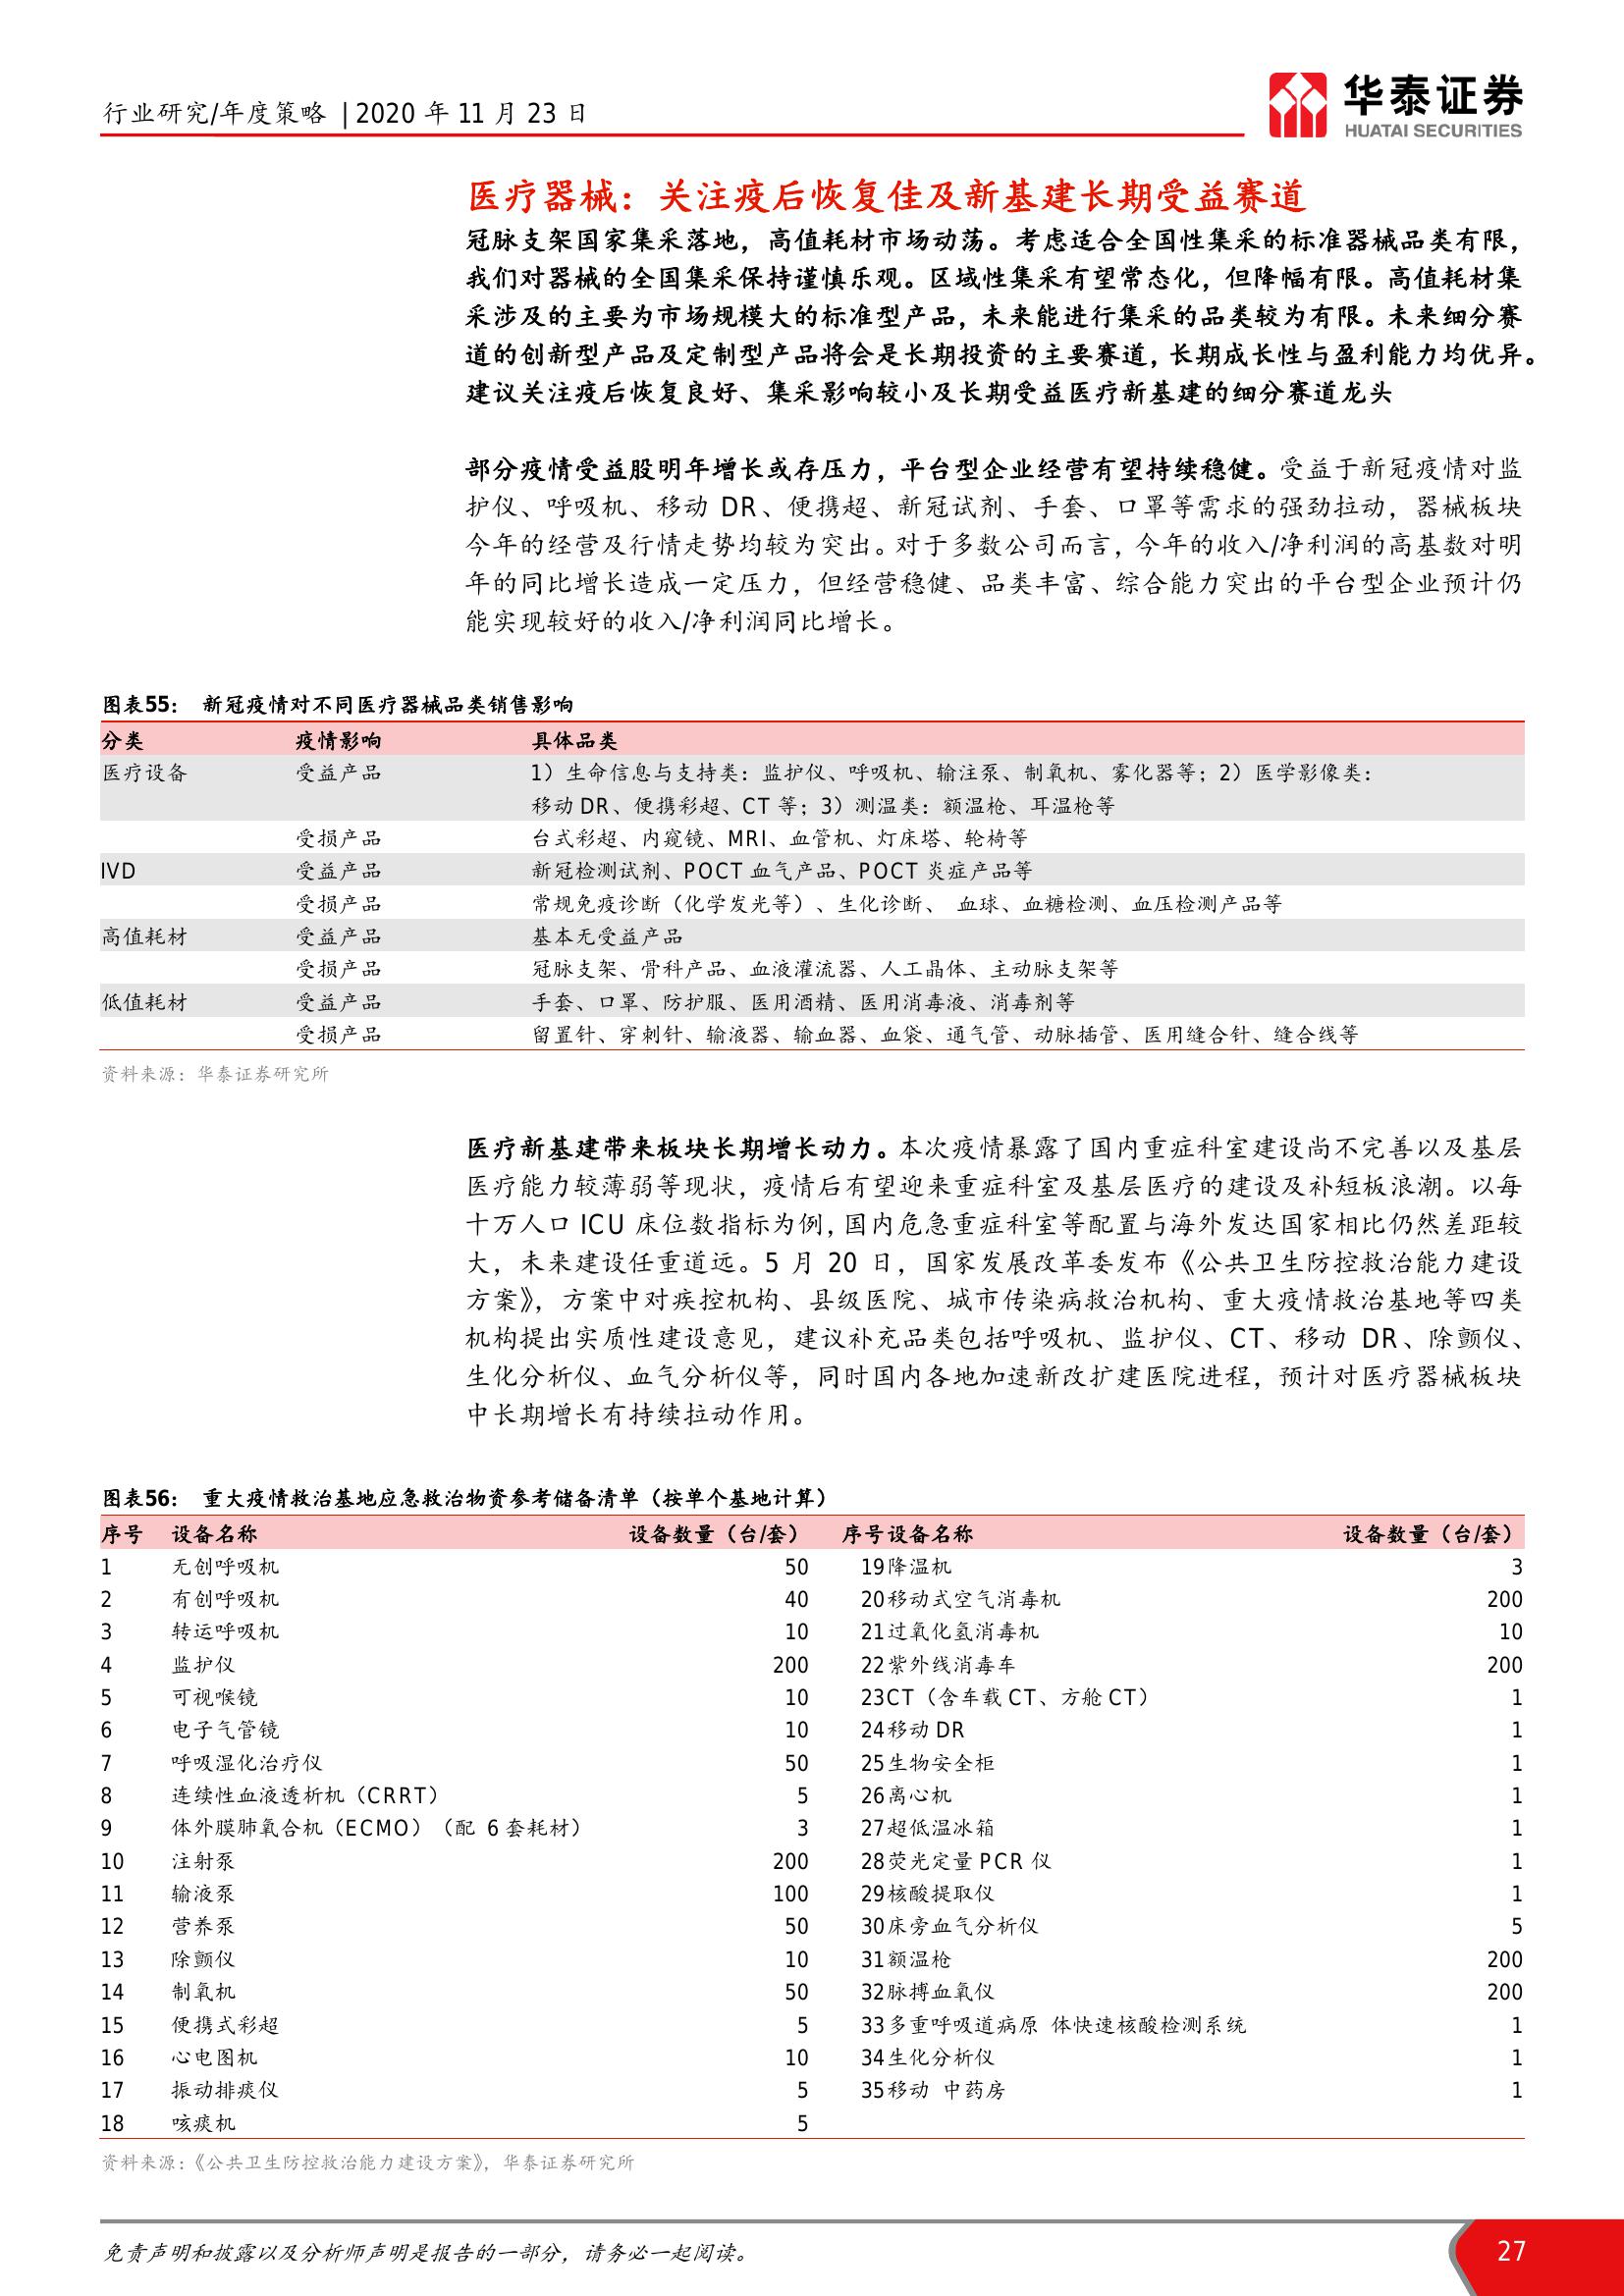 行业研究/年度策略 | 2020 年 11 月 23 日
华泰证券
HUATAI SECURITIES
医疗器械：关注疫后恢复佳及新基建长期受益赛道
冠脉支架国家集采落地，高值耗材市场动荡。考虑适合全国性集采的标准器械品类有限，
我们对器械的全国集采保持谨慎乐观。区域性集采有望常态化，但降幅有限。高值耗材集
采涉及的主要为市场规模大的标准型产品，未来能进行集采的品类较为有限。未来细分赛
道的创新型产品及定制型产品将会是长期投资的主要赛道，长期成长性与盈利能力均优异。
建议关注疫后恢复良好、集采影响较小及长期受益医疗新基建的细分赛道龙头
部分疫情受益股明年增长或存压力，平台型企业经营有望持续稳健。受益于新冠疫情对监
护仪、呼吸机、移动 DR、便携超、新冠试剂、手套、口罩等需求的强劲拉动，器械板块
今年的经营及行情走势均较为突出。对于多数公司而言，今年的收入/净利润的高基数对明
年的同比增长造成一定压力，但经营稳健、品类丰富、综合能力突出的平台型企业预计仍
能实现较好的收入/净利润同比增长。
图表55： 新冠疫情对不同医疗器械品类销售影响
分类 疫情影响 具体品类
医疗设备 受益产品 1）生命信息与支持类：监护仪、呼吸机、输注泵、制氧机、雾化器等；2）医学影像类：
移动 DR、便携彩超、CT 等；3）测温类：额温枪、耳温枪等
受损产品 台式彩超、内窥镜、MRI、血管机、灯床塔、轮椅等
IVD 受益产品 新冠检测试剂、POCT 血气产品、POCT 炎症产品等
受损产品 常规免疫诊断（化学发光等）、生化诊断、 血球、血糖检测、血压检测产品等
高值耗材 受益产品 基本无受益产品
受损产品 冠脉支架、骨科产品、血液灌流器、人工晶体、主动脉支架等
低值耗材 受益产品 手套、口罩、防护服、医用酒精、医用消毒液、消毒剂等
受损产品 留置针、穿刺针、输液器、输血器、血袋、通气管、动脉插管、医用缝合针、缝合线等
资料来源：华泰证券研究所
医疗新基建带来板块长期增长动力。本次疫情暴露了国内重症科室建设尚不完善以及基层
医疗能力较薄弱等现状，疫情后有望迎来重症科室及基层医疗的建设及补短板浪潮。以每
十万人口 ICU 床位数指标为例，国内危急重症科室等配置与海外发达国家相比仍然差距较
大，未来建设任重道远。5 月 20 日，国家发展改革委发布《公共卫生防控救治能力建设
方案》，方案中对疾控机构、县级医院、城市传染病救治机构、重大疫情救治基地等四类
机构提出实质性建设意见，建议补充品类包括呼吸机、监护仪、CT、移动 DR、除颤仪、
生化分析仪、血气分析仪等，同时国内各地加速新改扩建医院进程，预计对医疗器械板块
中长期增长有持续拉动作用。
图表56： 重大疫情救治基地应急救治物资参考储备清单（按单个基地计算）
序号 设备名称 设备数量（台/套） 序号 设备名称 设备数量（台/套）
1 无创呼吸机 50 19 降温机 3
2 有创呼吸机 40 20 移动式空气消毒机 200
3 转运呼吸机 10 21 过氧化氢消毒机 10
4 监护仪 200 22 紫外线消毒车 200
5 可视喉镜 10 23 CT（含车载 CT、方舱 CT） 1
6 电子气管镜 10 24 移动 DR 1
7 呼吸湿化治疗仪 50 25 生物安全柜 1
8 连续性血液透析机（CRRT） 5 26 离心机 1
9 体外膜肺氧合机（ECMO）（配 6 套耗材） 3 27 超低温冰箱 1
10 注射泵 200 28 荧光定量 PCR 仪 1
11 输液泵 100 29 核酸提取仪 1
12 营养泵 50 30 床旁血气分析仪 5
13 除颤仪 10 31 额温枪 200
14 制氧机 50 32 脉搏血氧仪 200
15 便携式彩超 5 33 多重呼吸道病原 体快速核酸检测系统 1
16 心电图机 10 34 生化分析仪 1
17 振动排痰仪 5 35 移动 中药房 1
18 咳痰机 5
资料来源：《公共卫生防控救治能力建设方案》，华泰证券研究所
免责声明和披露以及分析师声明是报告的一部分，请务必一起阅读。
27